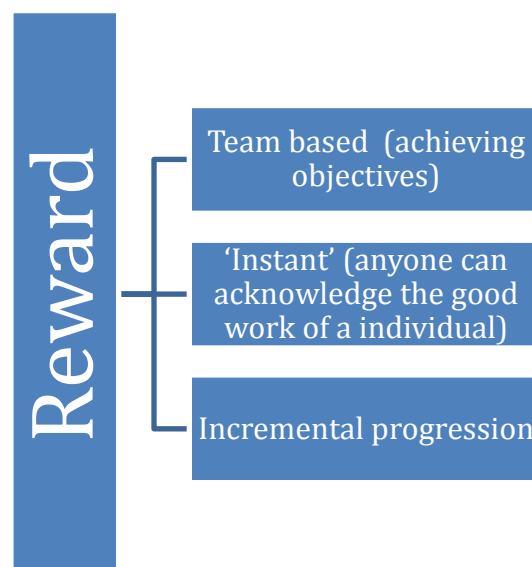 Reward
Team based (achieving
objectives)
‘Instant’ (anyone can
acknowledge the good
work of a individual)
Incremental progression